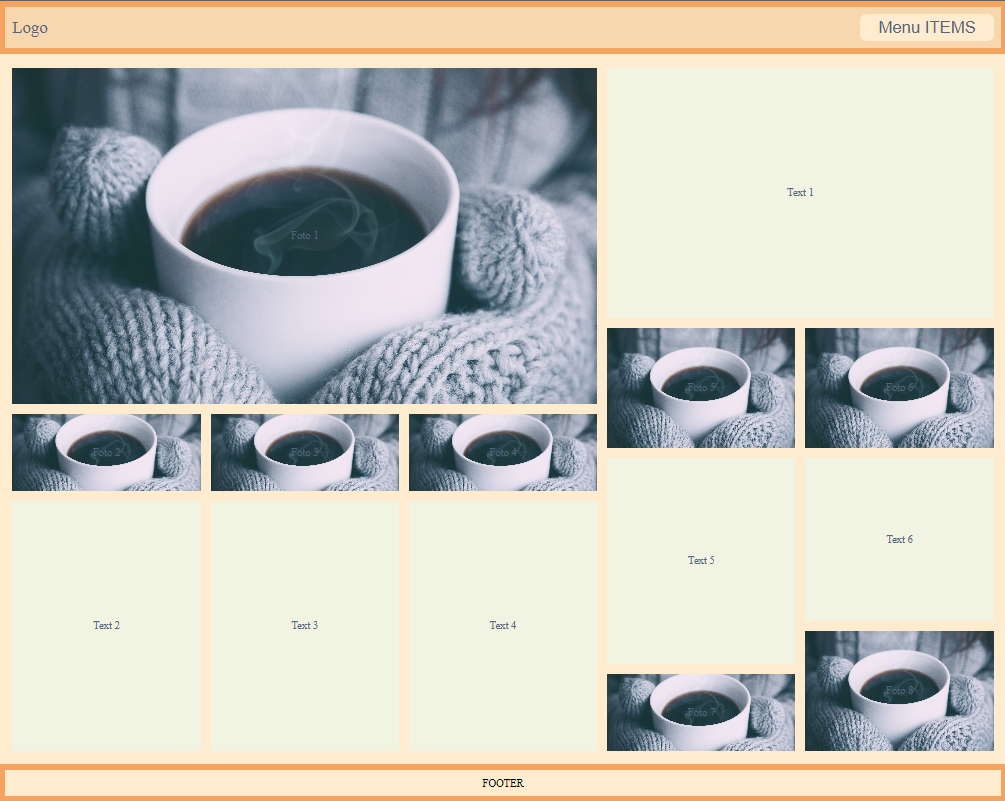 Logo
Menu ITEMS
Foto 1
Text 1
Foto 5
Foto 6
Foto 2
Foto 3
Foto 4
Text 5
Text 6
Text 2
Text 3
Text 4
Foto 7
Foto 8
FOOTER